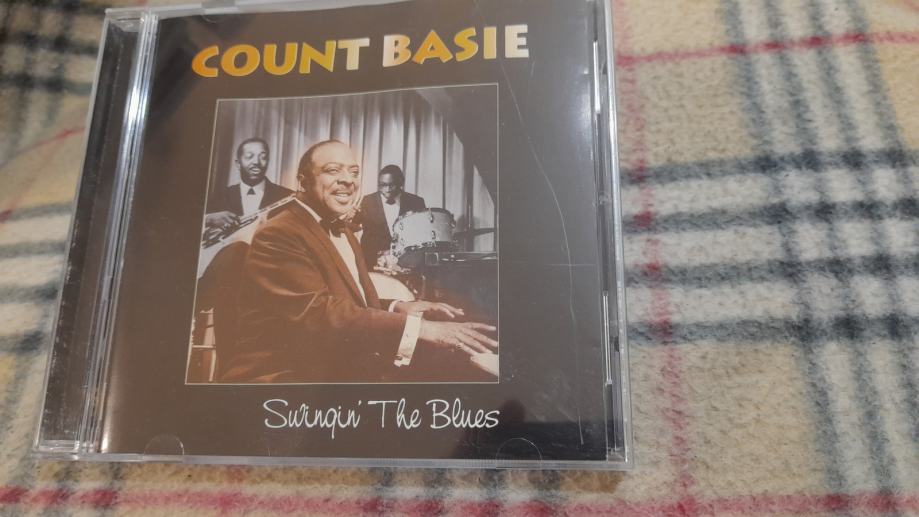 COUNT BASIE
Swingin' The Blues